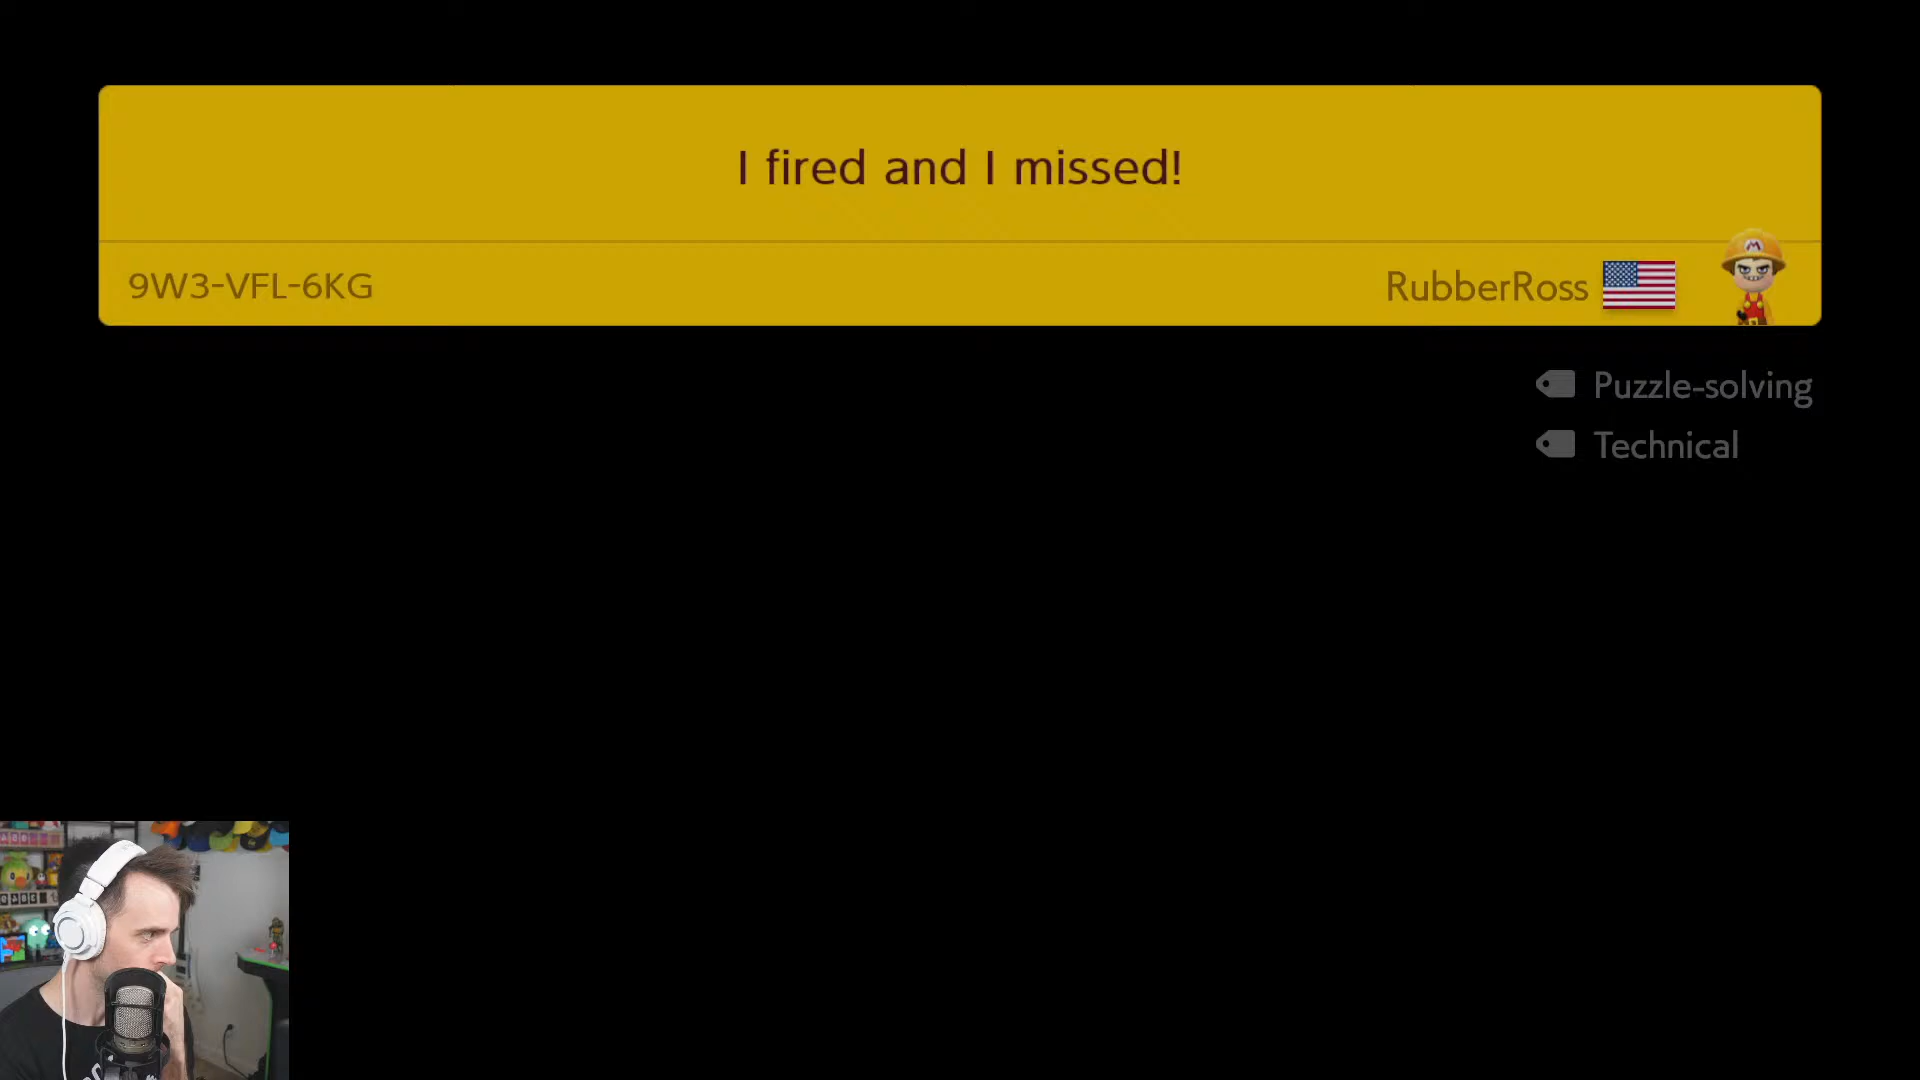 I fired and I missed!
9W3-VFL-6KG
RubberRoss
Puzzle-solving
Technical